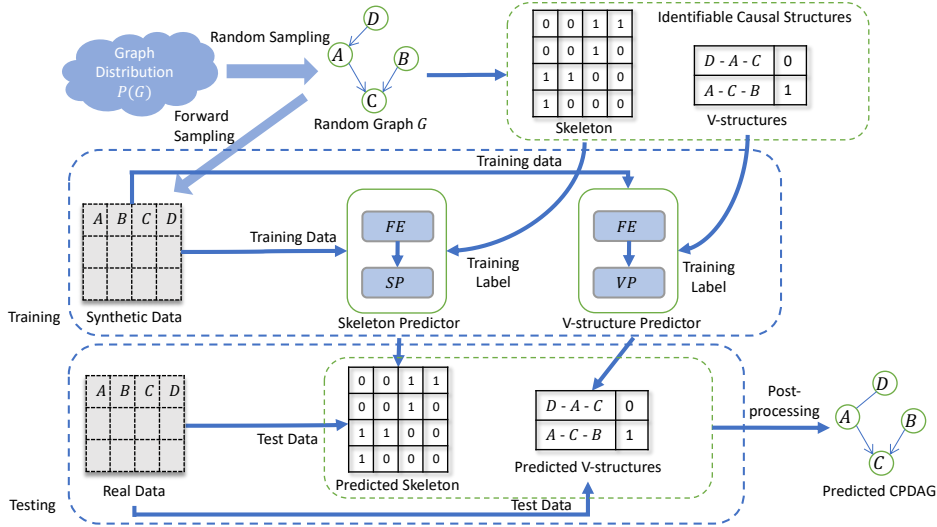 Graph
Distribution
P(G)
Random Sampling
Forward
Sampling
D
A
B
C
Random Graph G
Identifiable Causal Structures
0 0 1 1
0 0 1 0
1 1 0 0
1 0 0 0
Skeleton
D - A - C 0
A - C - B 1
V-structures
Training data
A B C D
Synthetic Data
Training
Training Data
FE
SP
Skeleton Predictor
Training
Label
FE
VP
V-structure Predictor
Training
Label
A B C D
Real Data
Testing
Test Data
0 0 1 1
0 0 1 0
1 1 0 0
1 0 0 0
Predicted Skeleton
D - A - C 0
A - C - B 1
Predicted V-structures
Test Data
Post-
processing
D
A
B
C
Predicted CPDAG